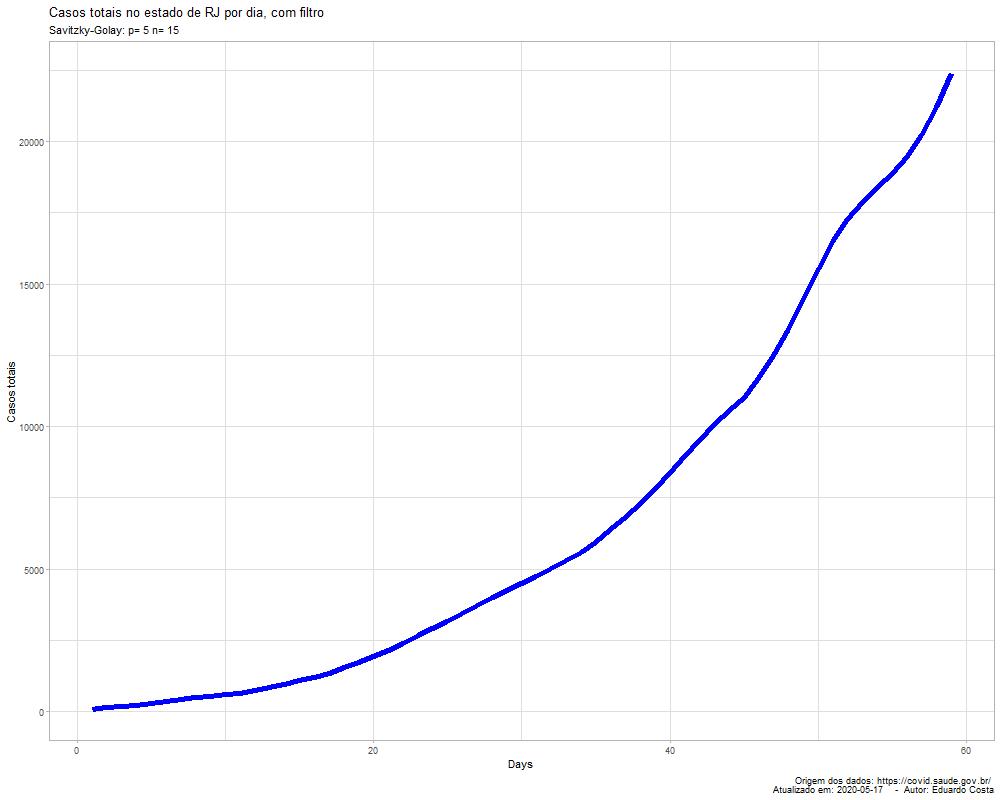 Casos totais no estado de RJ por dia, com filtro
Savitzky-Golay: p= 5 n= 15
Casos totais
20000
15000
10000
5000
0
0 20 40 60
Days
Origem dos dados: https://covid.saude.gov.br/
Atualizado em: 2020-05-17 - Autor: Eduardo Costa